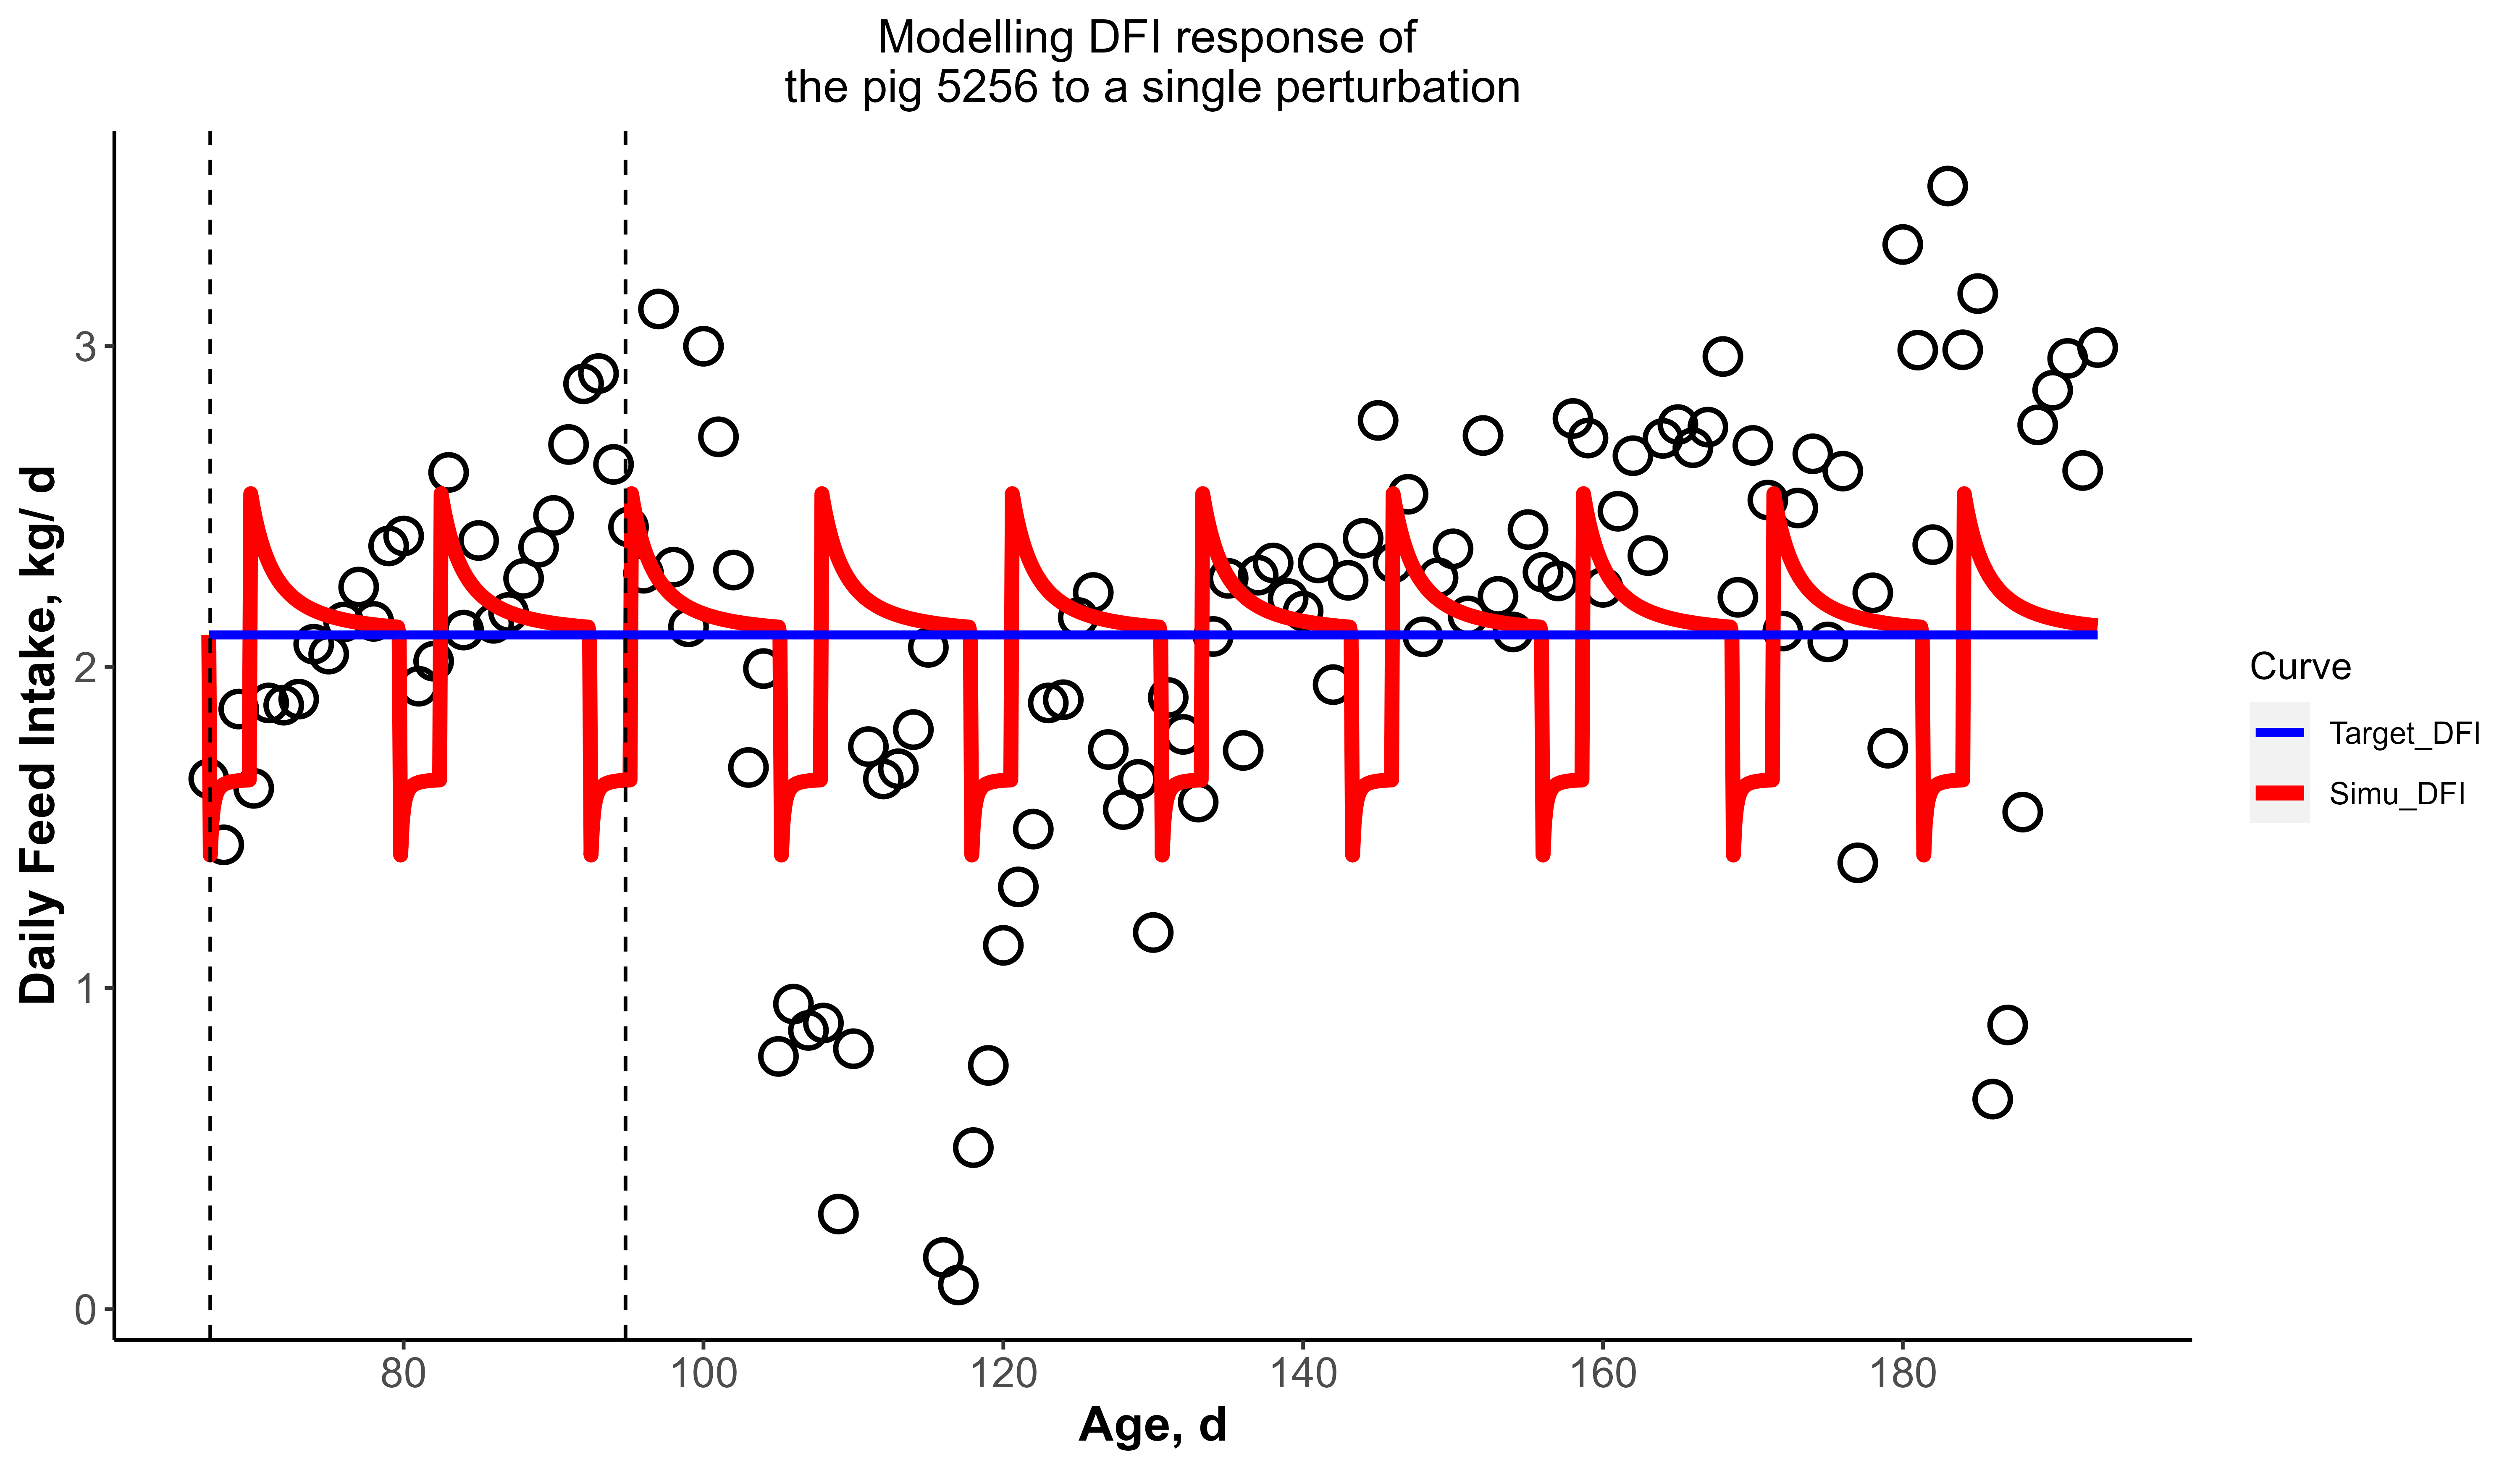 Modelling DFI response of
the pig 5256 to a single perturbation
Daily Feed Intake, kg/ d
3
2
1
0
80
100
120
140
160
180
Age, d
Curve
Target_DFI
Simu_DFI